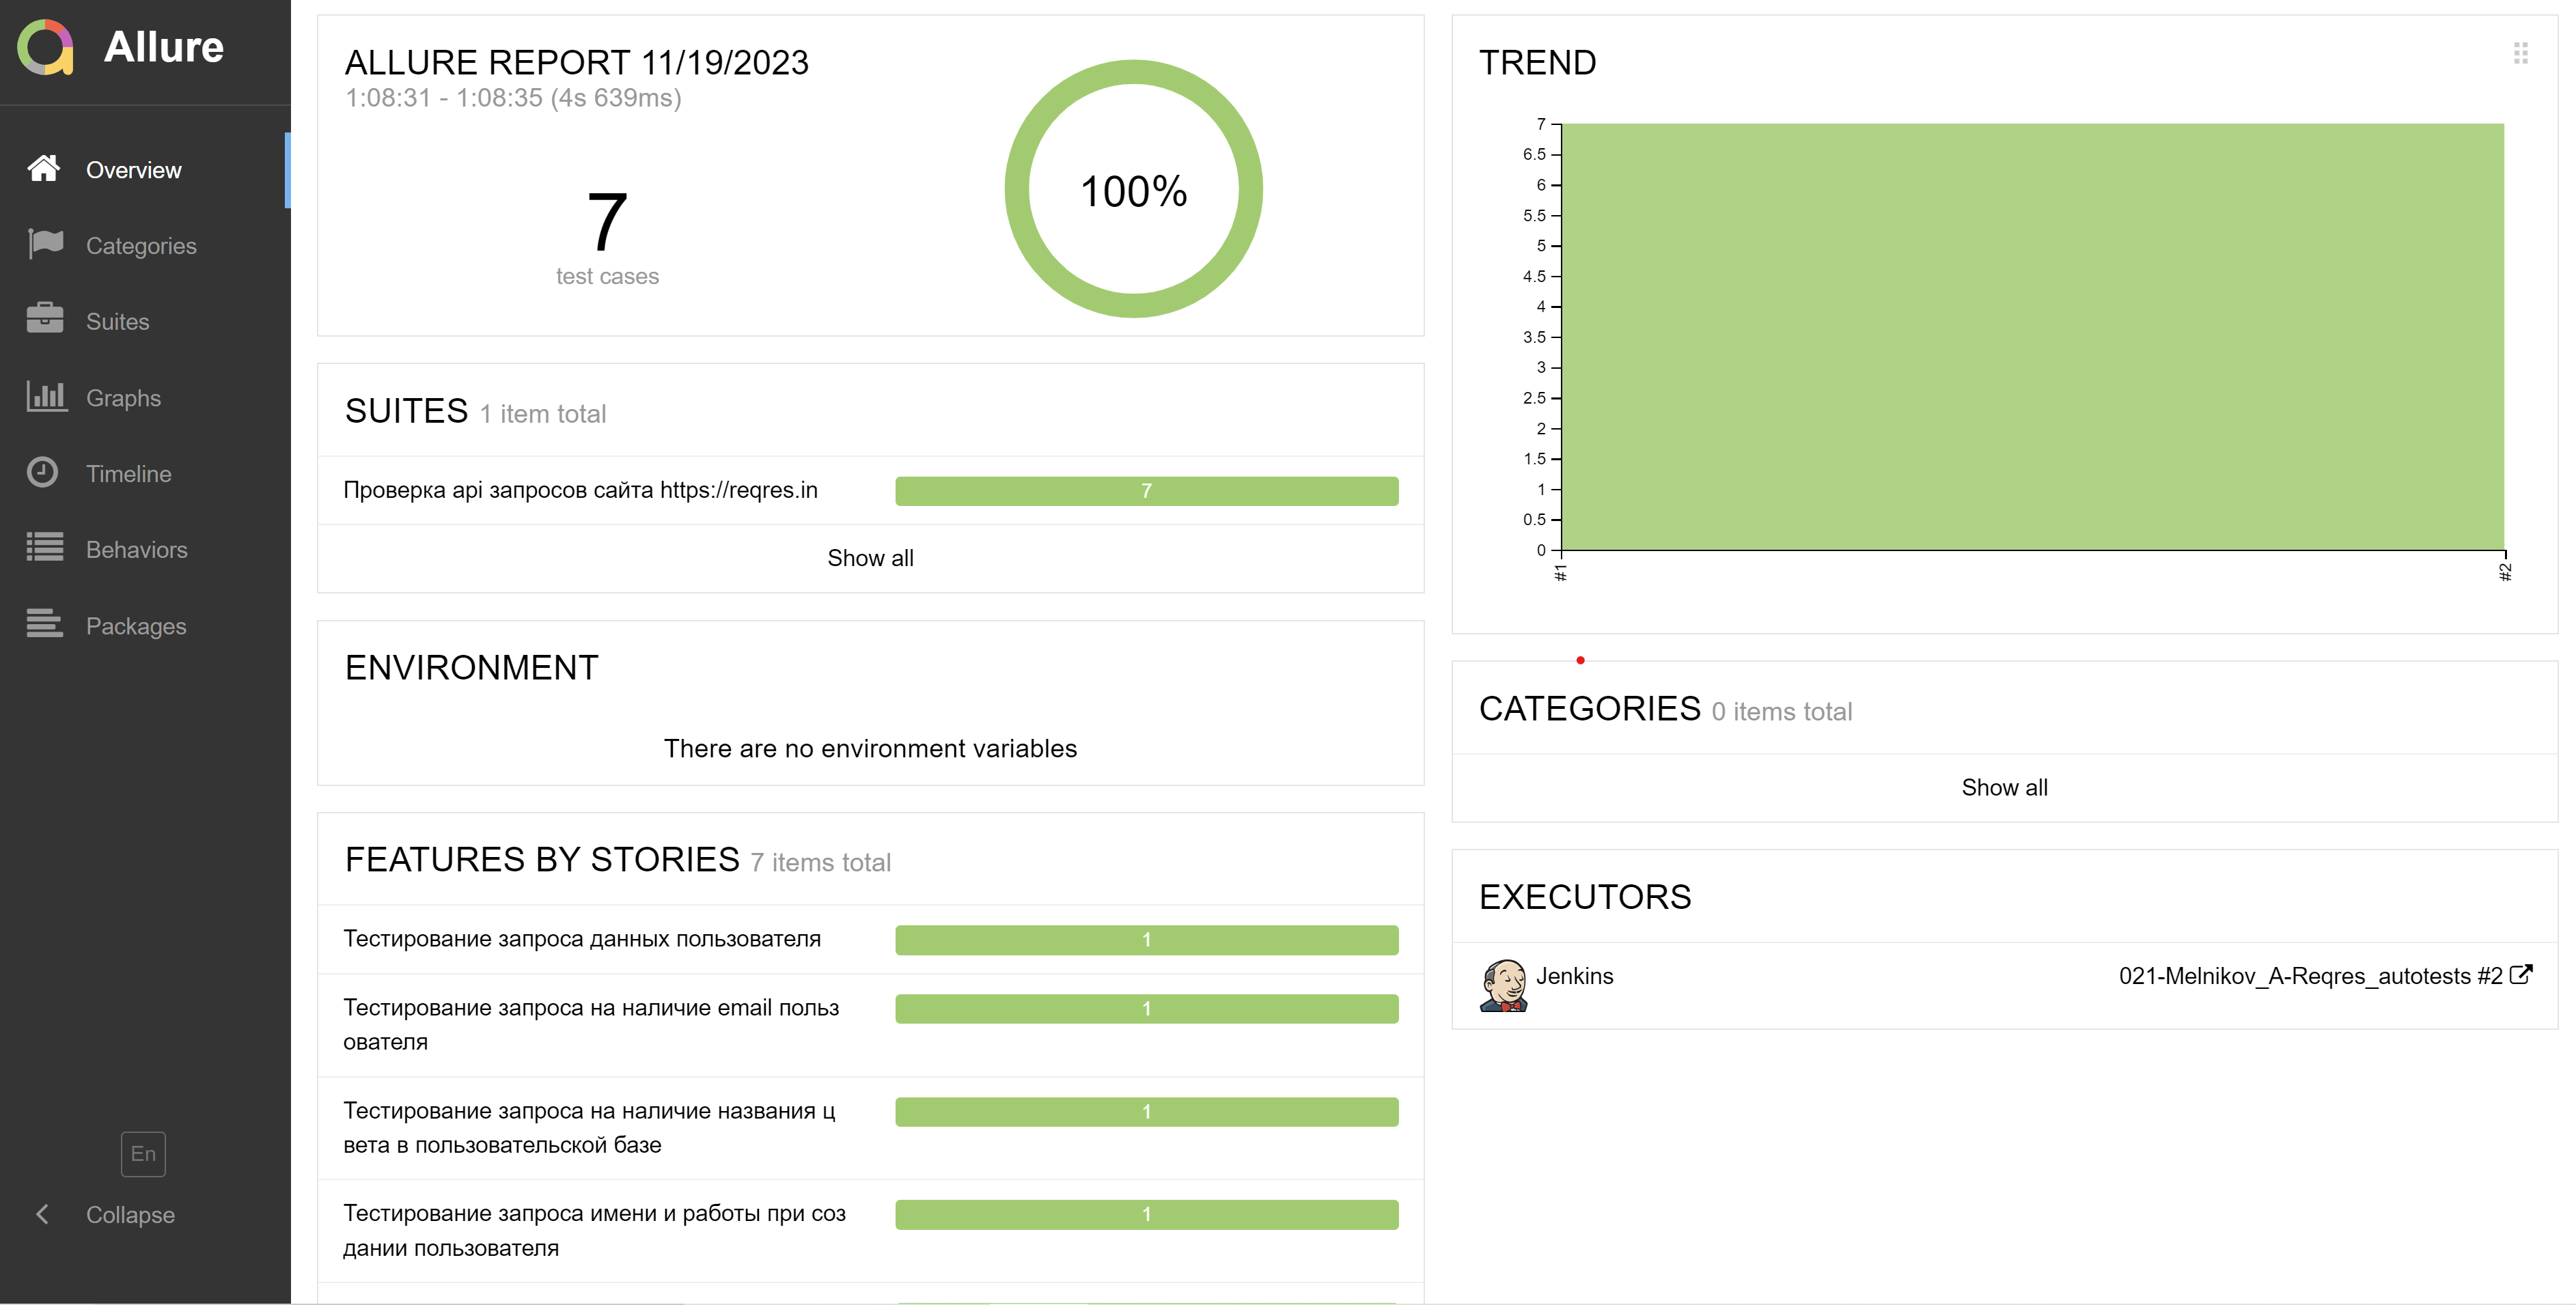 Allure
Overview
Categories
Suites
Graphs
Timeline
Behaviors
Packages
En
Collapse
ALLURE REPORT 11/19/2023
1:08:31 - 1:08:35 (4s 639ms)
7
test cases
100%
SUITES 1 item total
Проверка api запросов сайта https://reqres.in 7
Show all
ENVIRONMENT
There are no environment variables
FEATURES BY STORIES 7 items total
Тестирование запроса данных пользователя 1
Тестирование запроса на наличие email польз 1
ователя
Тестирование запроса на наличие названия ц 1
вета в пользовательской базе
Тестирование запроса имени и работы при соз 1
дании пользователя
TREND
7
6.5
6
5.5
5
4.5
4
3.5
3
2.5
2
1.5
1
0.5
0
#1 #2
CATEGORIES 0 items total
Show all
EXECUTORS
Jenkins 021-Melnikov_A-Reqres_autotests #2